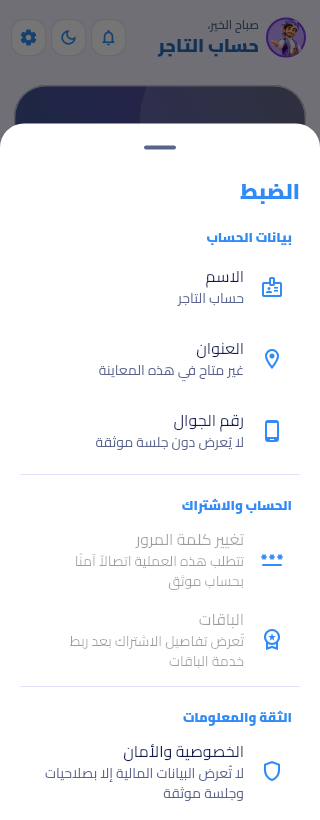 صباح الخير،
حساب التاجر
الضبط
بيانات الحساب
الاسم
حساب التاجر
العنوان
غير متاح في هذه المعاينة
رقم الجوال
لا يُعرض دون جلسة موثقة
الحساب والاشتراك
تغيير كلمة المرور
تتطلب هذه العملية اتصالاً آمنًا
بحساب موثق
الباقات
تُعرض تفاصيل الاشتراك بعد ربط
خدمة الباقات
الثقة والمعلومات
الخصوصية والأمان
لا تُعرض البيانات المالية إلا بصلاحيات
وجلسة موثقة